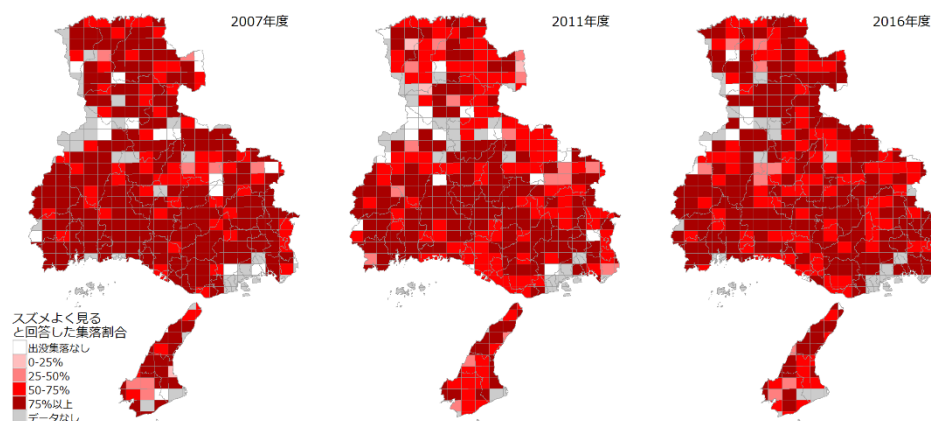 2007年度
2011年度
2016年度
スズメよく見る
と回答した集落割合
出没集落なし
0-25%
25-50%
50-75%
75%以上
データなし